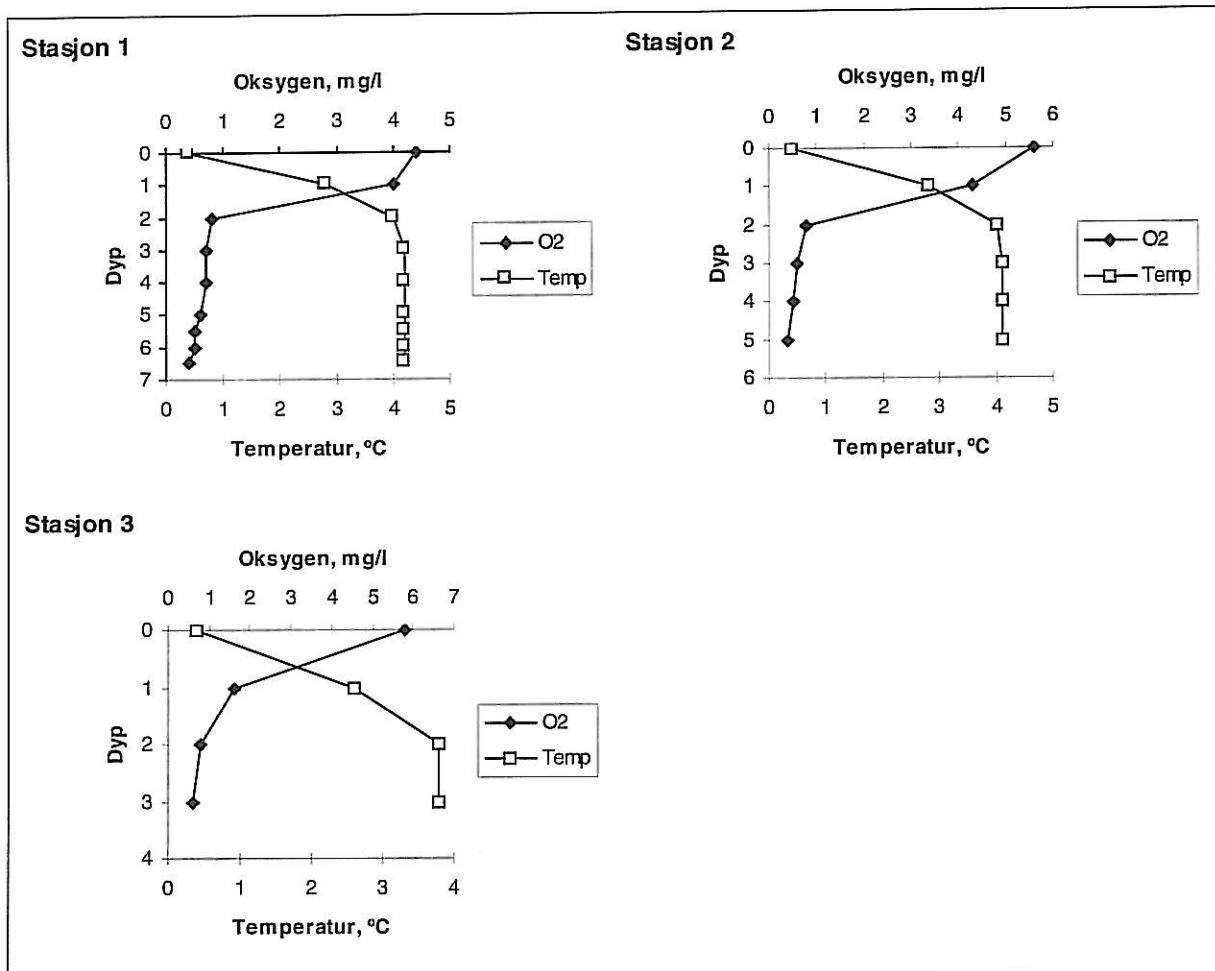 Stasjon 1
Oksygen, mg/l
0 1 2 3 4 5
0
1
2
3
4
5
6
7
Dyp
0 1 2 3 4 5
Temperatur, ºC
O2
Temp
Stasjon 2
Oksygen, mg/l
0 1 2 3 4 5 6
0
1
2
3
4
5
6
Dyp
0 1 2 3 4 5
Temperatur, ºC
O2
Temp
Stasjon 3
Oksygen, mg/l
0 1 2 3 4 5 6 7
0
1
2
3
4
Dyp
0 1 2 3 4
Temperatur, ºC
O2
Temp